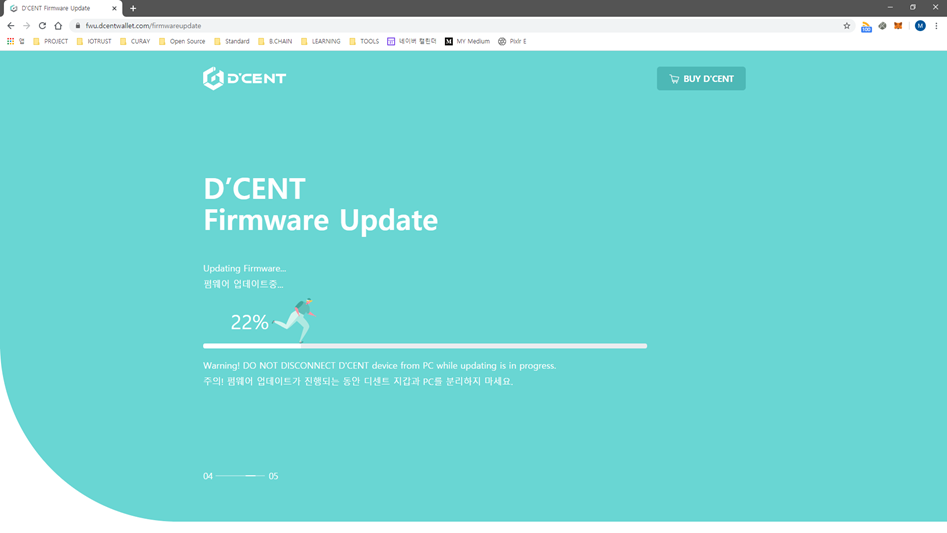 D'CENT Firmware Update
fwu.dcentwallet.com/firmwareupdate
100
M
앱 PROJECT IOTRUST CURAY Open Source Standard B.CHAIN LEARNING TOOLS 네이버 캘린더 M MY Medium Pixlr E
D'CENT
BUY D'CENT
D'CENT
Firmware Update
Updating Firmware...
펌웨어 업데이트중...
22%
Warning! DO NOT DISCONNECT D'CENT device from PC while updating is in progress.
주의! 펌웨어 업데이트가 진행되는 동안 디센트 지갑과 PC를 분리하지 마세요.
04 05